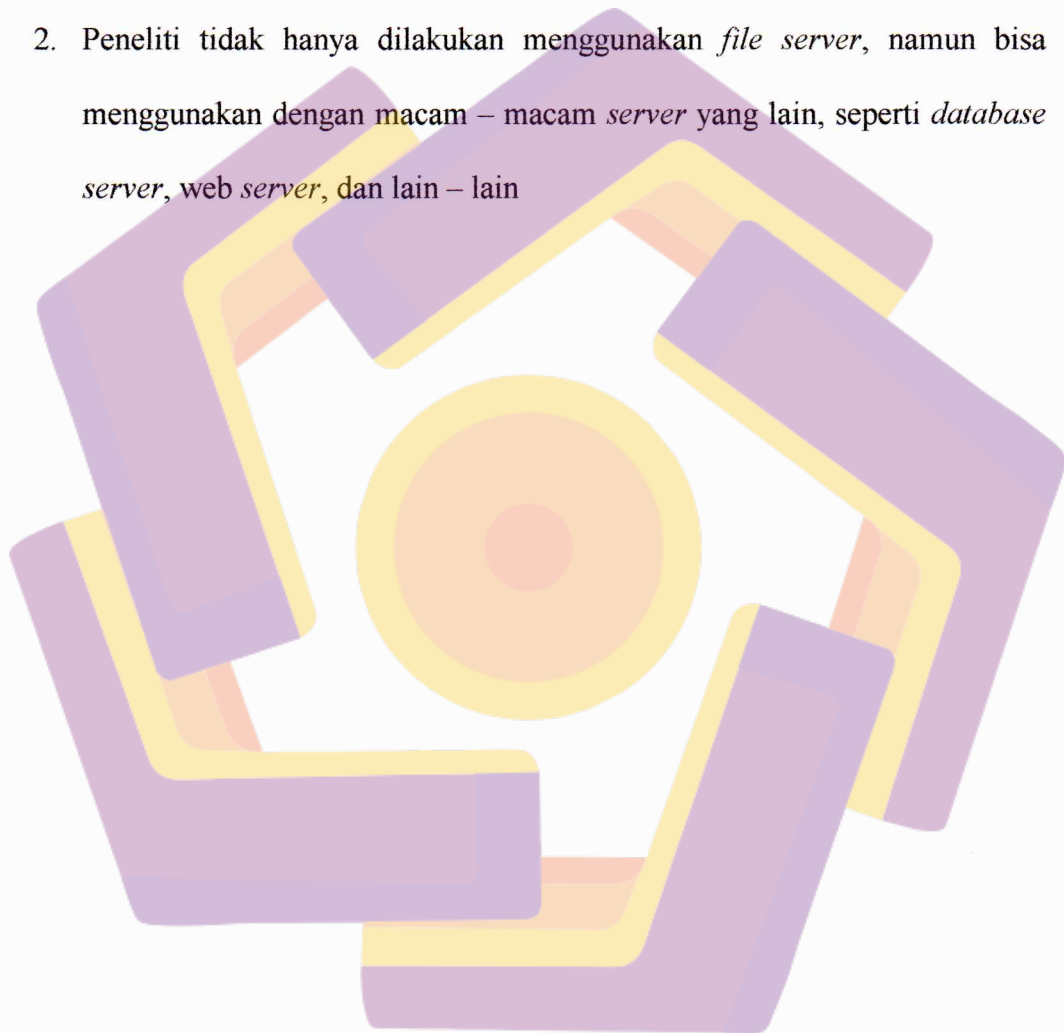 2. Peneliti tidak hanya dilakukan menggunakan file server, namun bisa
menggunakan dengan macam – macam server yang lain, seperti database
server, web server, dan lain – lain